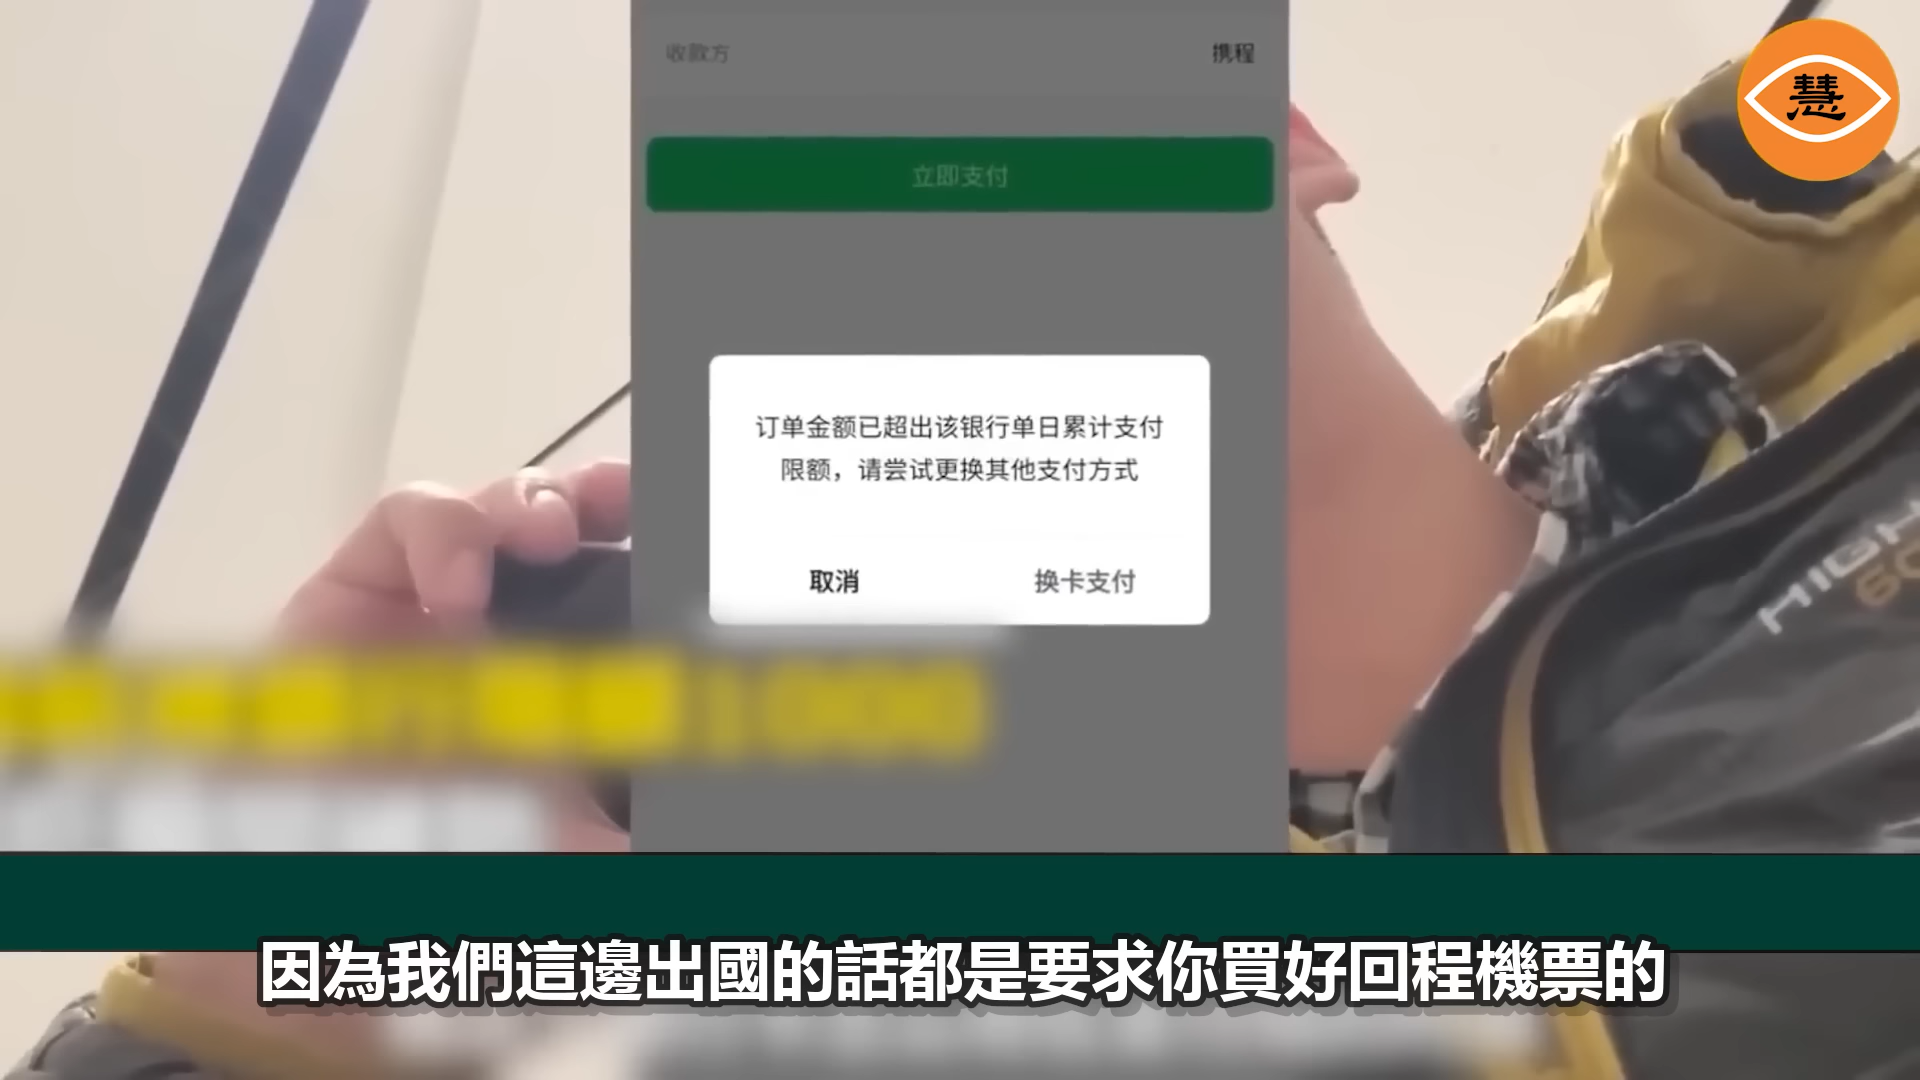 收款方
携程
慧
立即支付
订单金额已超出该银行单日累计支付
限额，请尝试更换其他支付方式
取消
换卡支付
HIGH
1000
因為我們這邊出國的話都是要求你買好回程機票的